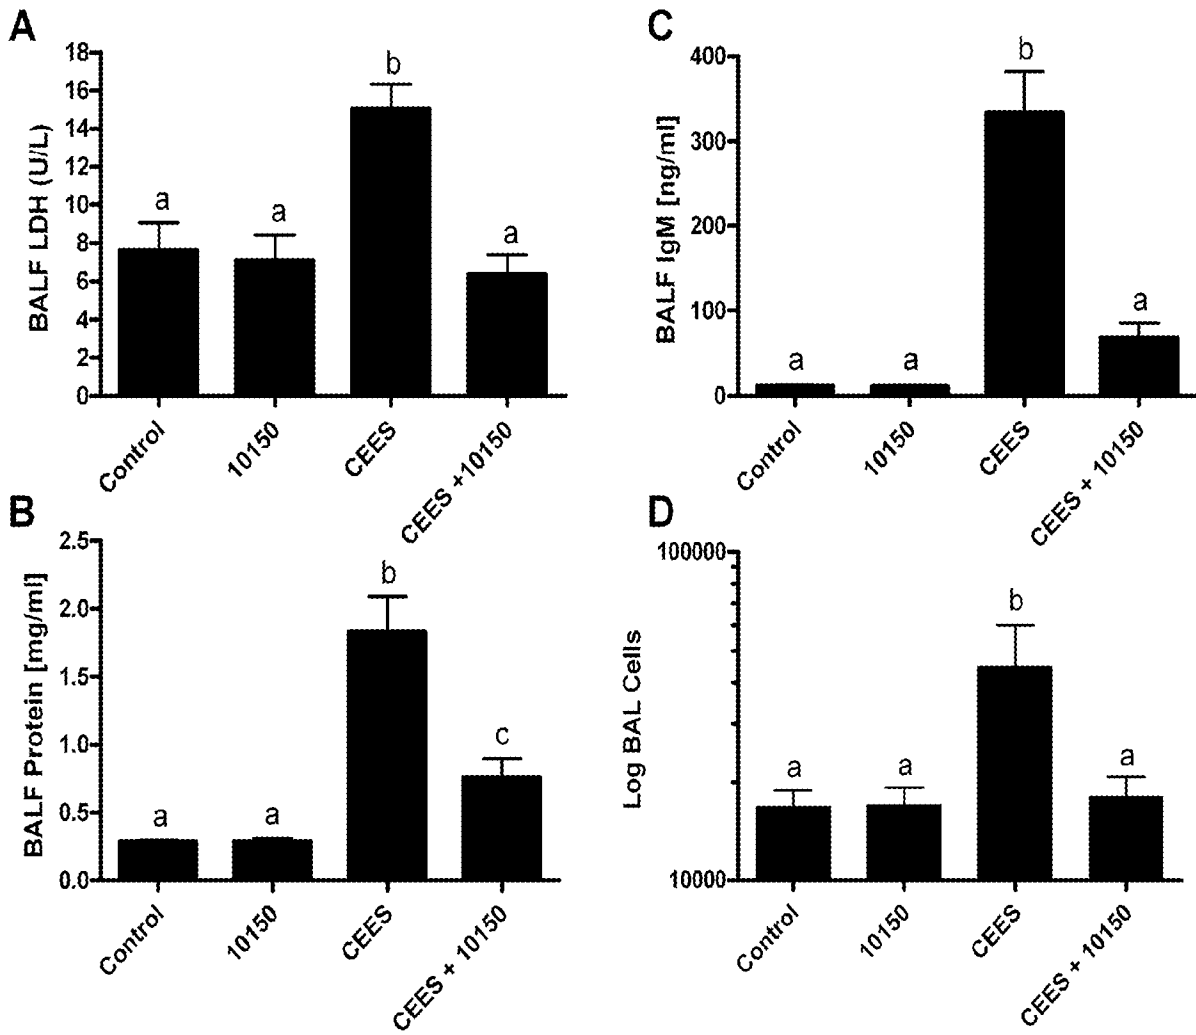 A
BALF LDH (U/L)
18
16
14
12
10
8
6
4
2
0
a
a
b
a
Control
10150
CEES
CEES +10150
B
BALF Protein [mg/ml]
2.5
2.0
1.5
1.0
0.5
0.0
a
a
b
c
Control
10150
CEES
CEES + 10150
C
BALF IgM [ng/ml]
400
300
200
100
0
a
a
b
a
Control
10150
CEES
CEES + 10150
D
Log BAL Cells
100000
10000
a
a
b
a
Control
10150
CEES
CEES + 10150